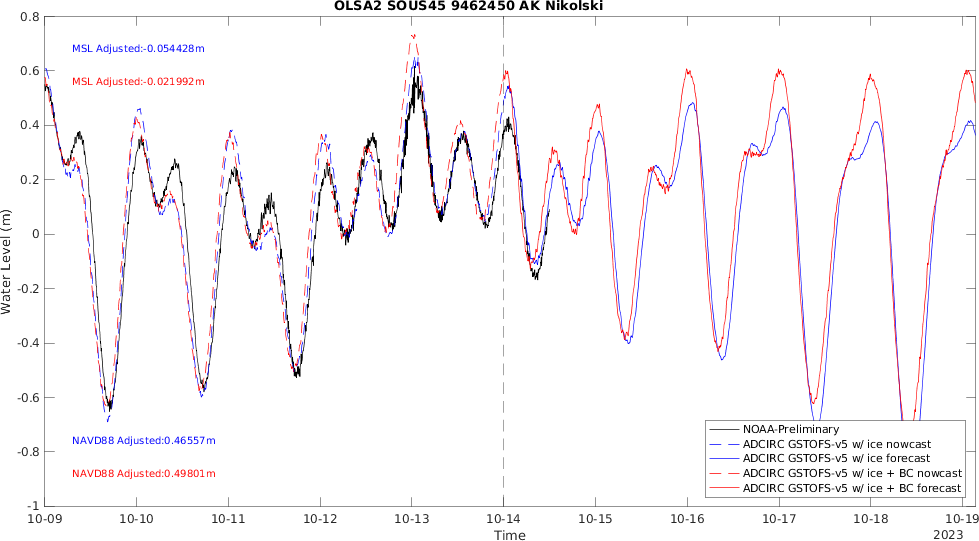 OLSA2 SOUS45 9462450 AK Nikolski
0.8
0.6
0.4
0.2
0
-0.2
-0.4
-0.6
-0.8
-1
Water Level (m)
MSL Adjusted:-0.054428m
MSL Adjusted:-0.021992m
NAVD88 Adjusted:0.46557m
NAVD88 Adjusted:0.49801m
NOAA-Preliminary
ADCIRC GSTOFS-v5 w/ ice nowcast
ADCIRC GSTOFS-v5 w/ ice forecast
ADCIRC GSTOFS-v5 w/ ice + BC nowcast
ADCIRC GSTOFS-v5 w/ ice + BC forecast
10-09 10-10 10-11 10-12 10-13 10-14 10-15 10-16 10-17 10-18 10-19
Time
2023